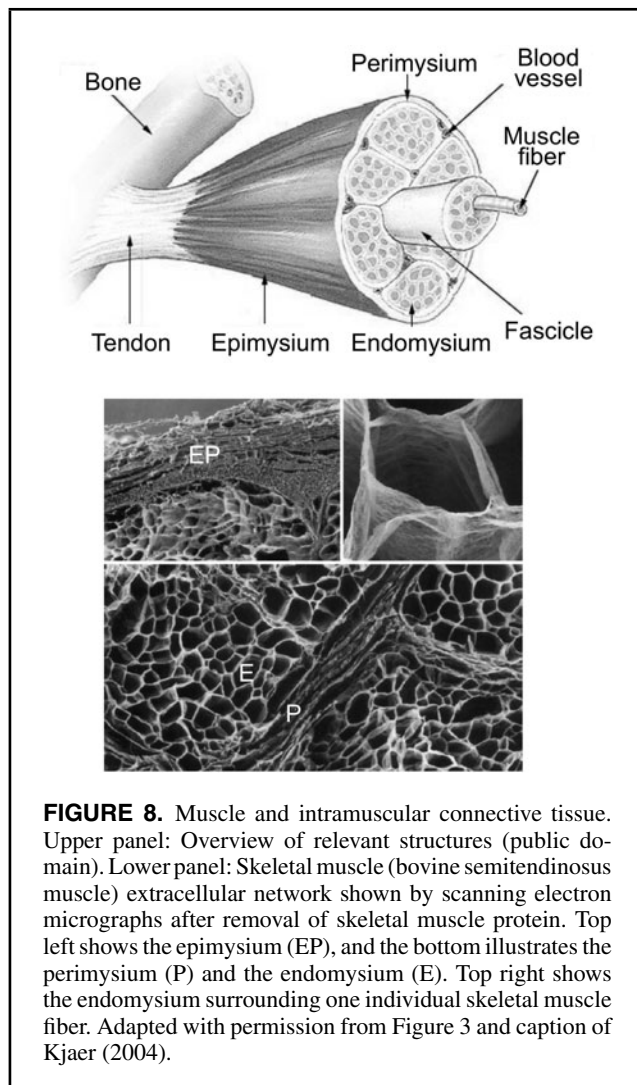 Perimysium
Blood
vessel
Bone
Muscle
fiber
Fascicle
Tendon
Epimysium
Endomysium
EP
E
P
FIGURE 8. Muscle and intramuscular connective tissue.
Upper panel: Overview of relevant structures (public do-
main). Lower panel: Skeletal muscle (bovine semitendinosus
muscle) extracellular network shown by scanning electron
micrographs after removal of skeletal muscle protein. Top
left shows the epimysium (EP), and the bottom illustrates the
perimysium (P) and the endomysium (E). Top right shows
the endomysium surrounding one individual skeletal muscle
fiber. Adapted with permission from Figure 3 and caption of
Kjaer (2004).